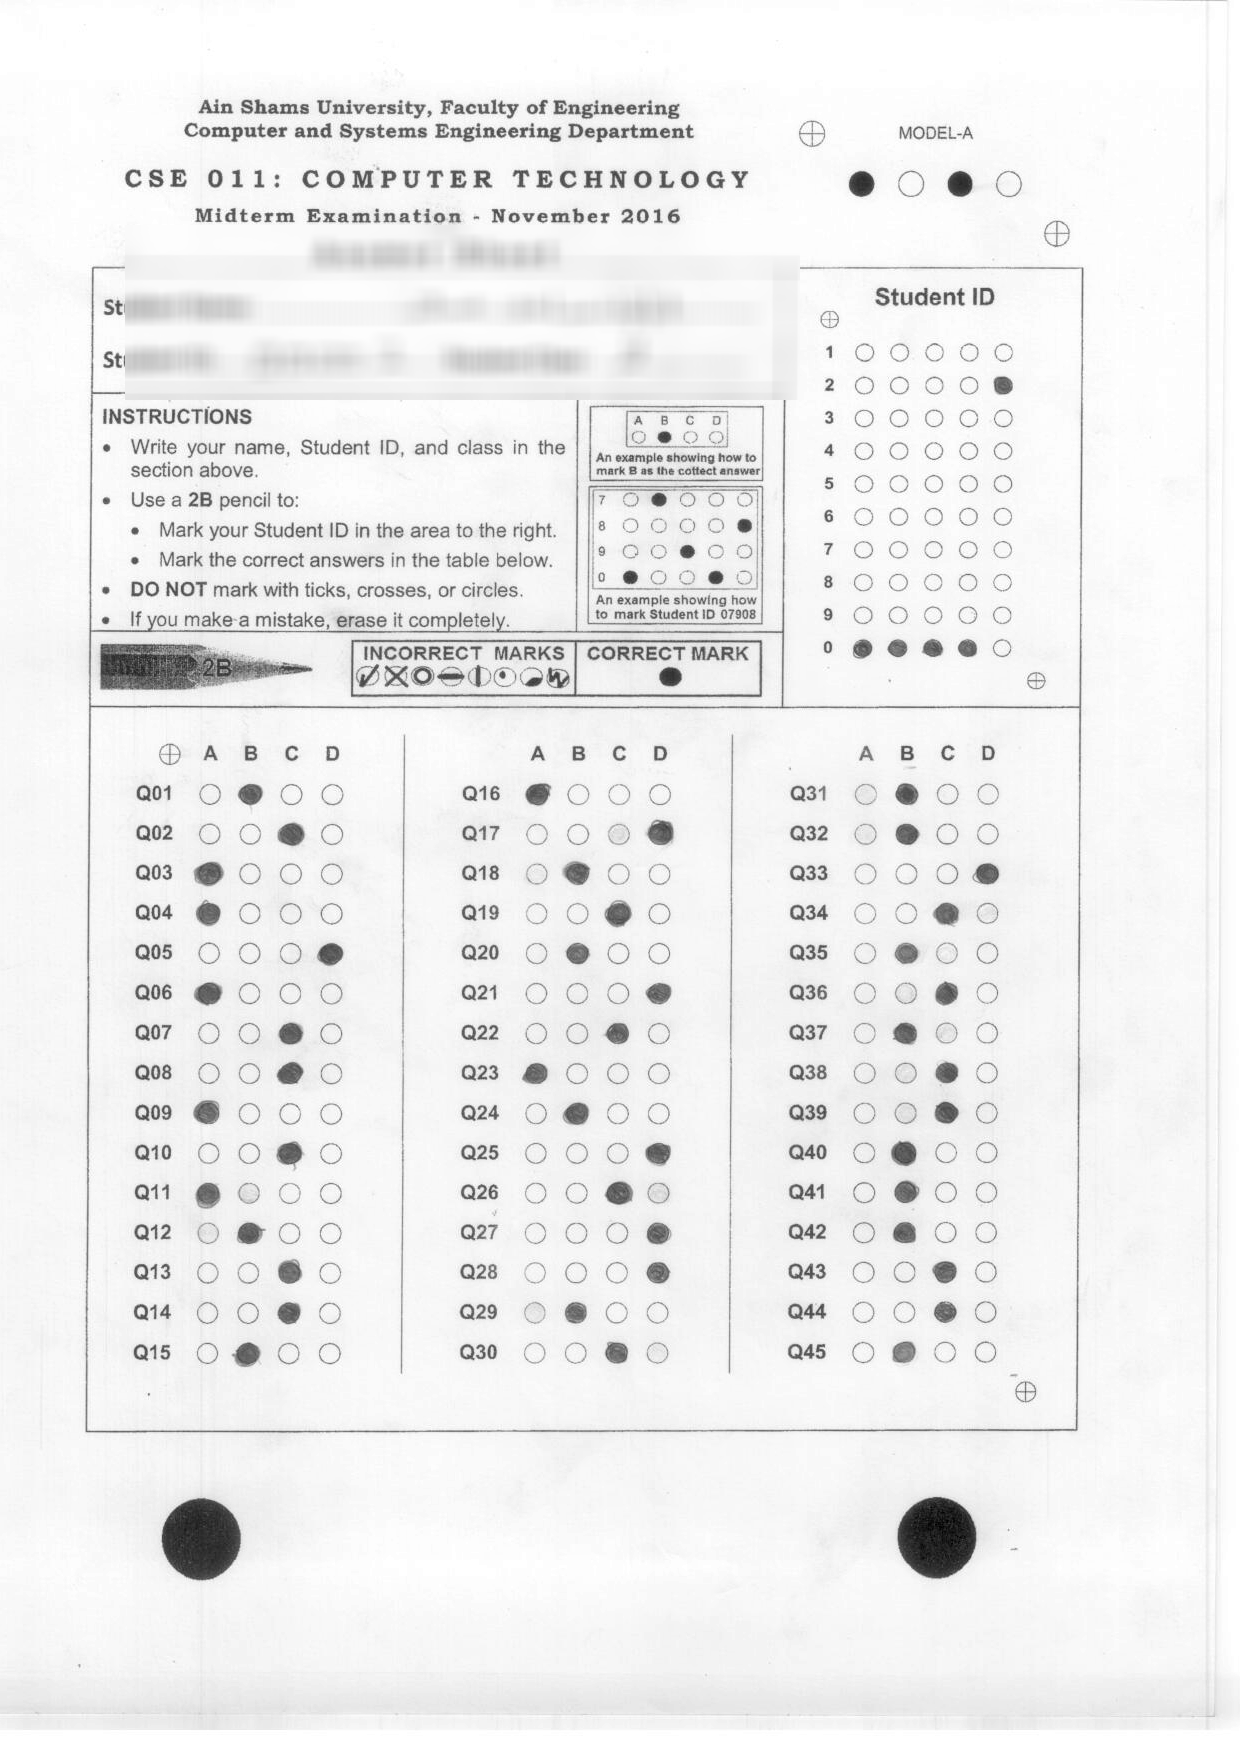 Ain Shams University, Faculty of Engineering
Computer and Systems Engineering Department
CSE 011: COMPUTER TECHNOLOGY
Midterm Examination - November 2016
MODEL-A
Student ID
1
2
3
4
5
6
7
8
9
0
INSTRUCTIONS
• Write your name, Student ID, and class in the
section above.
• Use a 2B pencil to:
• Mark your Student ID in the area to the right.
• Mark the correct answers in the table below.
• DO NOT mark with ticks, crosses, or circles.
• If you make a mistake, erase it completely.
A B C D
An example showing how to
mark B as the cottect answer
7
8
9
0
An example showing how
to mark Student ID 07908
2B
INCORRECT MARKS
CORRECT MARK
A B C D
Q01
Q02
Q03
Q04
Q05
Q06
Q07
Q08
Q09
Q10
Q11
Q12
Q13
Q14
Q15
A B C D
Q16
Q17
Q18
Q19
Q20
Q21
Q22
Q23
Q24
Q25
Q26
Q27
Q28
Q29
Q30
A B C D
Q31
Q32
Q33
Q34
Q35
Q36
Q37
Q38
Q39
Q40
Q41
Q42
Q43
Q44
Q45